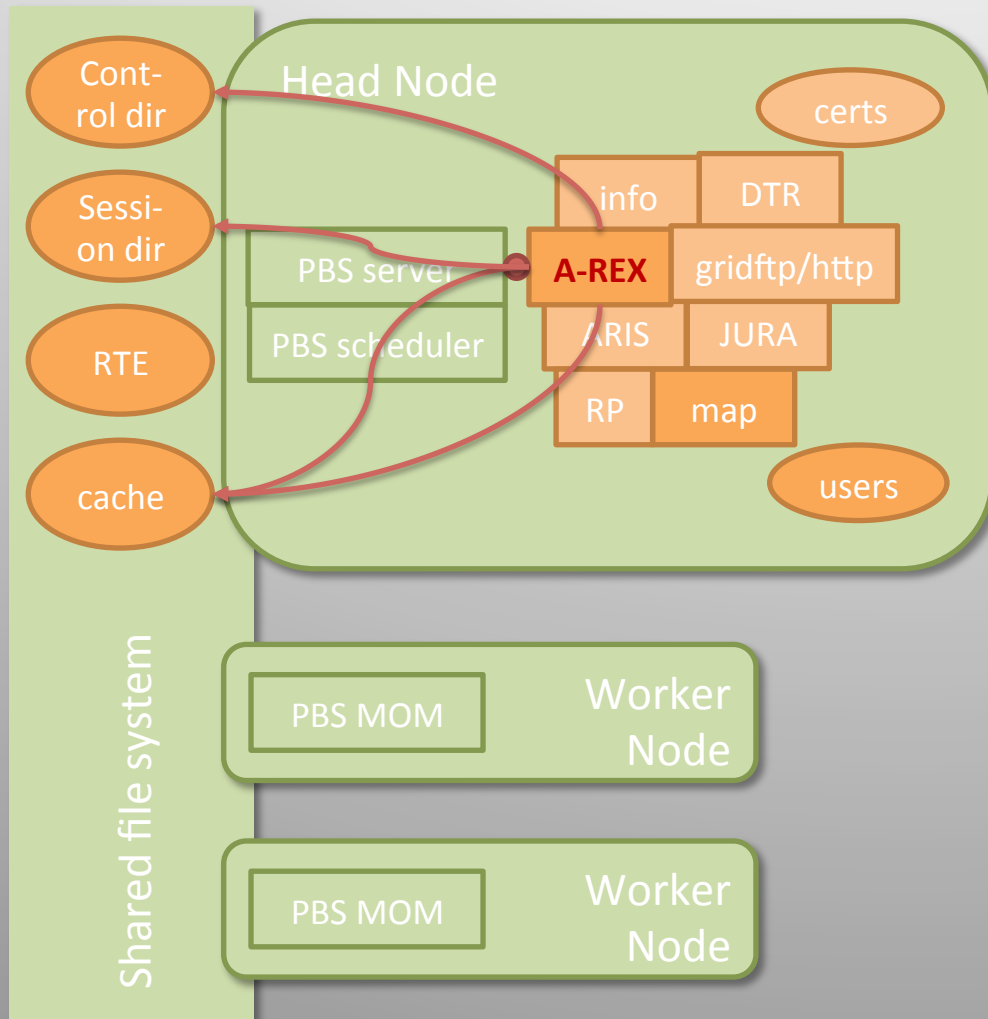 Cont-
rol dir
Head Node
certs
info
DTR
Sessi-
on dir
PBS server
A-REX
gridftp/http
PBS scheduler
ARIS
JURA
RTE
RP
map
cache
users
Shared file system
PBS MOM
Worker
Node
PBS MOM
Worker
Node